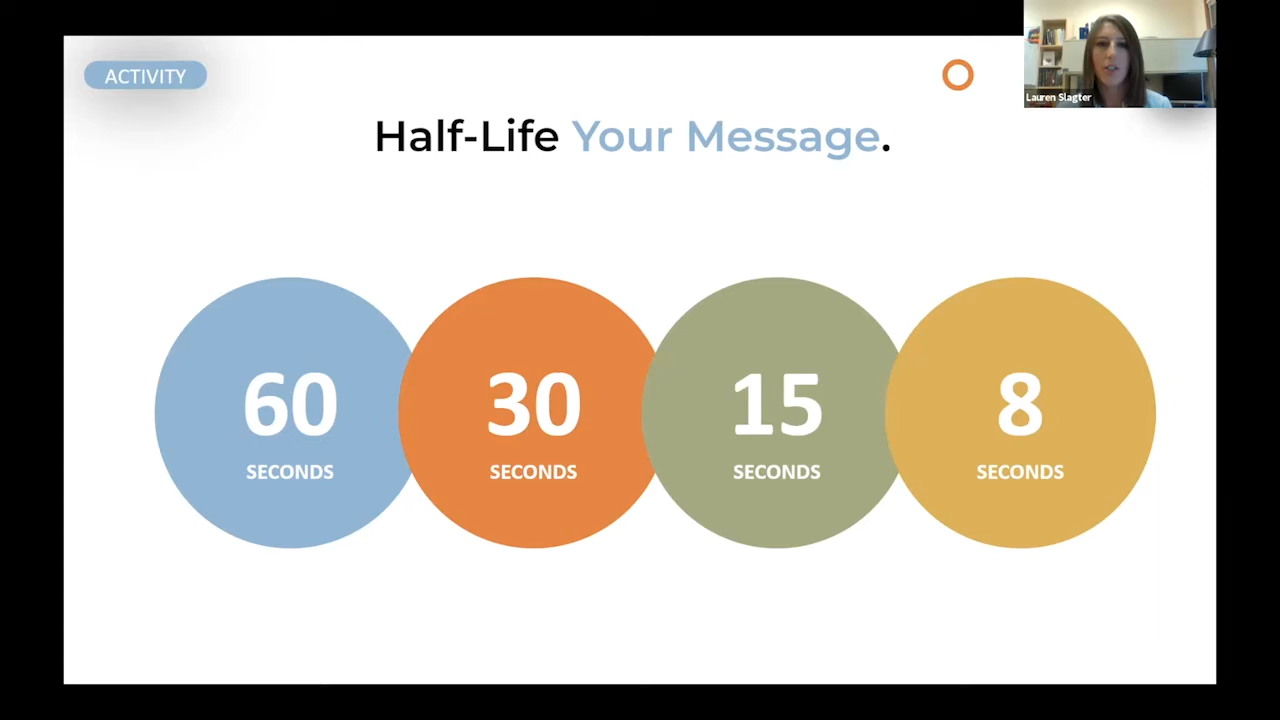 ACTIVITY
Lauren Slagter
Half-Life Your Message.
60
SECONDS
30
SECONDS
15
SECONDS
8
SECONDS